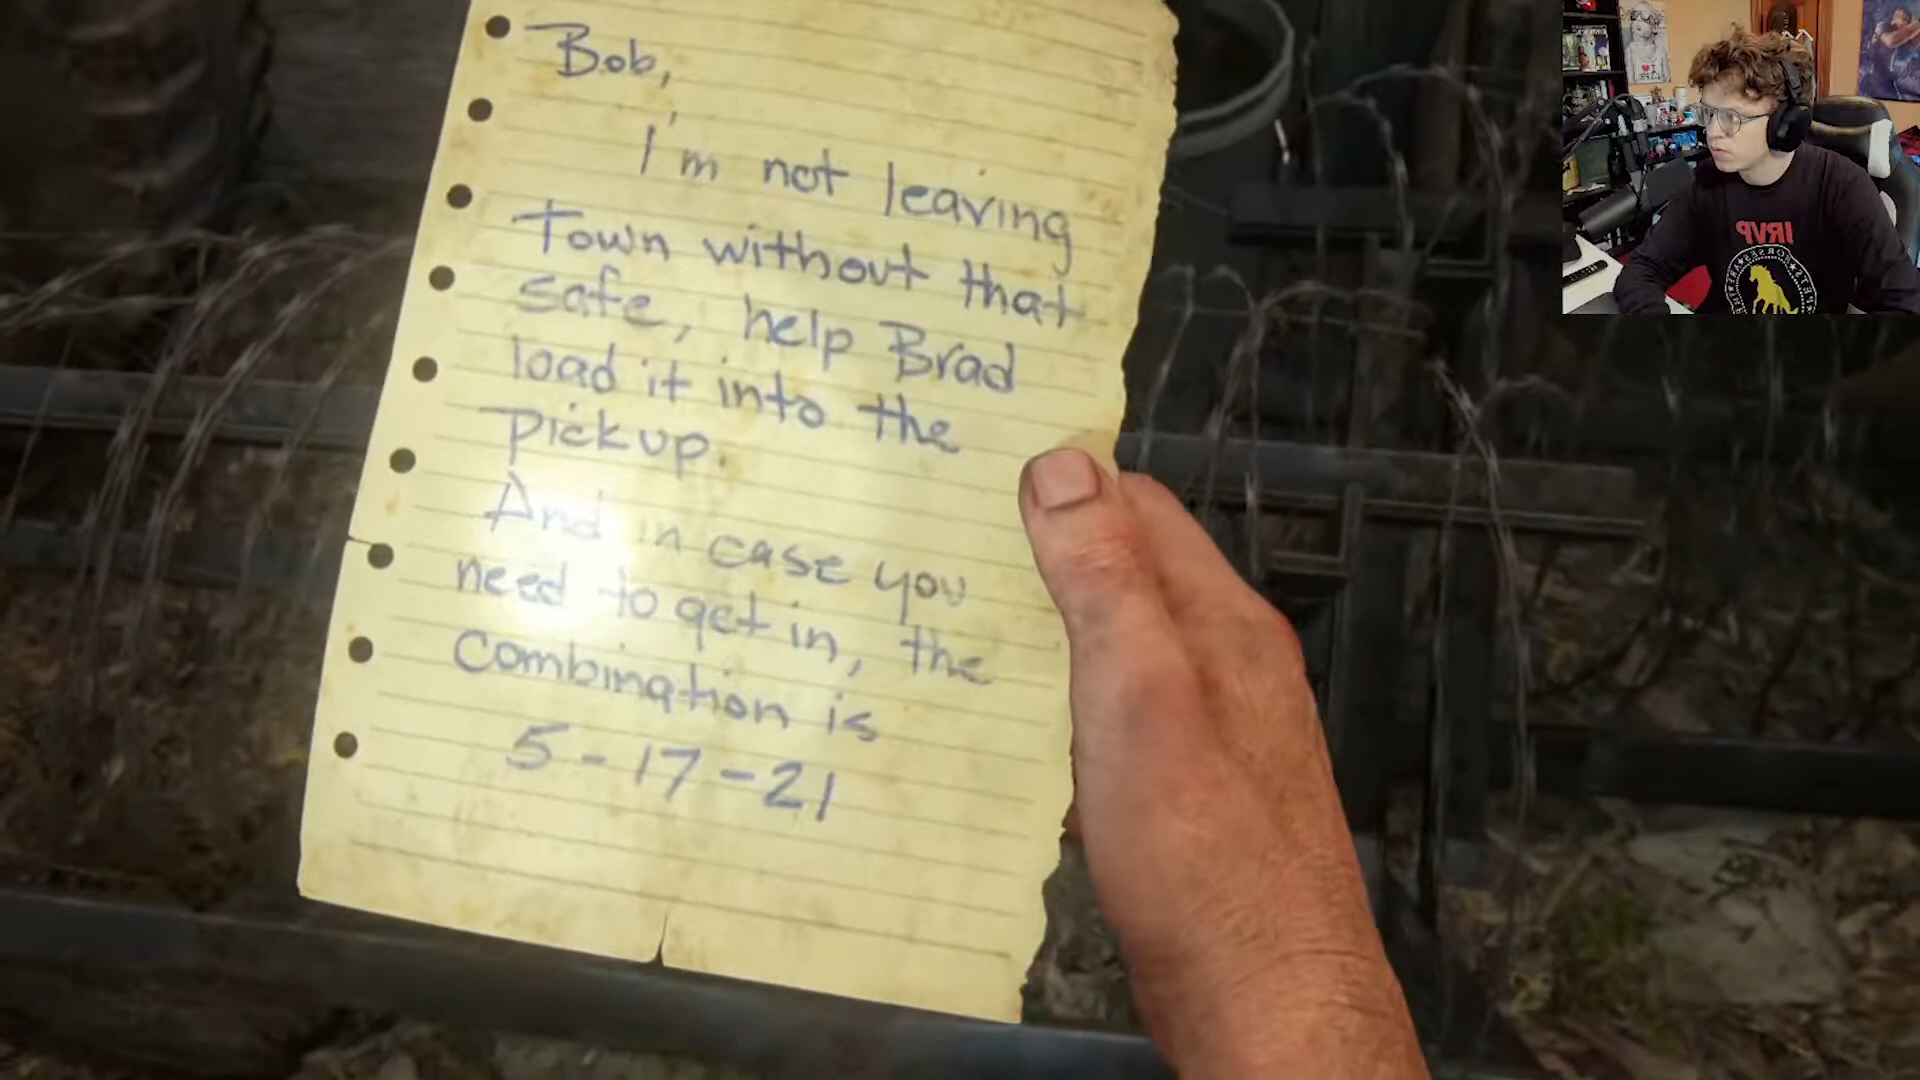 Bob,
I'm not leaving
Town without that
safe, help Brad
load it into the
Pickup.
And in case you
need to get in, the
Combination is
5-17-21